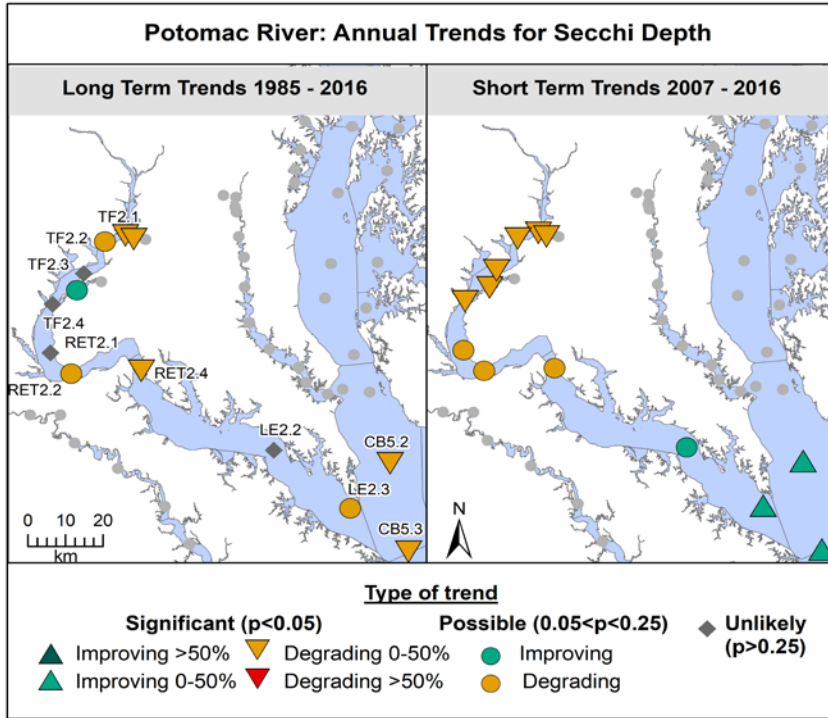 Potomac River: Annual Trends for Secchi Depth
Long Term Trends 1985 - 2016
Short Term Trends 2007 - 2016
TF2.1
TF2.2
TF2.3
TF2.4
RET2.1
RET2.2
RET2.4
LE2.2
CB5.2
LE2.3
CB5.3
0 10 20
km
N
Type of trend
Significant (p<0.05)
Possible (0.05<p<0.25)
Unlikely
(p>0.25)
Improving >50%
Degrading 0-50%
Improving
Improving 0-50%
Degrading >50%
Degrading